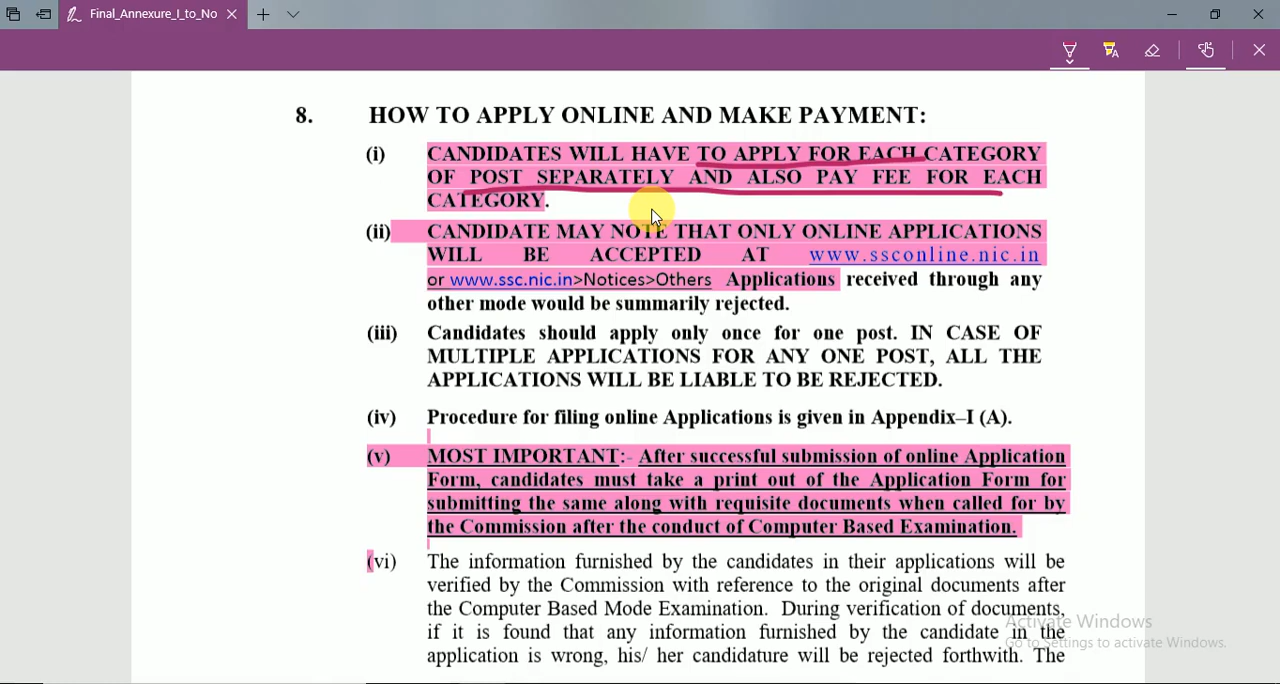 Final_Annexure_I_to_No
8. HOW TO APPLY ONLINE AND MAKE PAYMENT:
(i) CANDIDATES WILL HAVE TO APPLY FOR EACH CATEGORY
OF POST SEPARATELY AND ALSO PAY FEE FOR EACH
CATEGORY.
(ii) CANDIDATE MAY NOTE THAT ONLY ONLINE APPLICATIONS
WILL BE ACCEPTED AT www.ssconline.nic.in
or www.ssc.nic.in>Notices>Others Applications received through any
other mode would be summarily rejected.
(iii) Candidates should apply only once for one post. IN CASE OF
MULTIPLE APPLICATIONS FOR ANY ONE POST, ALL THE
APPLICATIONS WILL BE LIABLE TO BE REJECTED.
(iv) Procedure for filing online Applications is given in Appendix–I (A).
(v) MOST IMPORTANT:- After successful submission of online Application
Form, candidates must take a print out of the Application Form for
submitting the same along with requisite documents when called for by
the Commission after the conduct of Computer Based Examination.
(vi) The information furnished by the candidates in their applications will be
verified by the Commission with reference to the original documents after
the Computer Based Mode Examination. During verification of documents,
if it is found that any information furnished by the candidate in the
application is wrong, his/ her candidature will be rejected forthwith. The
Activate Windows
Go to Settings to activate Windows.